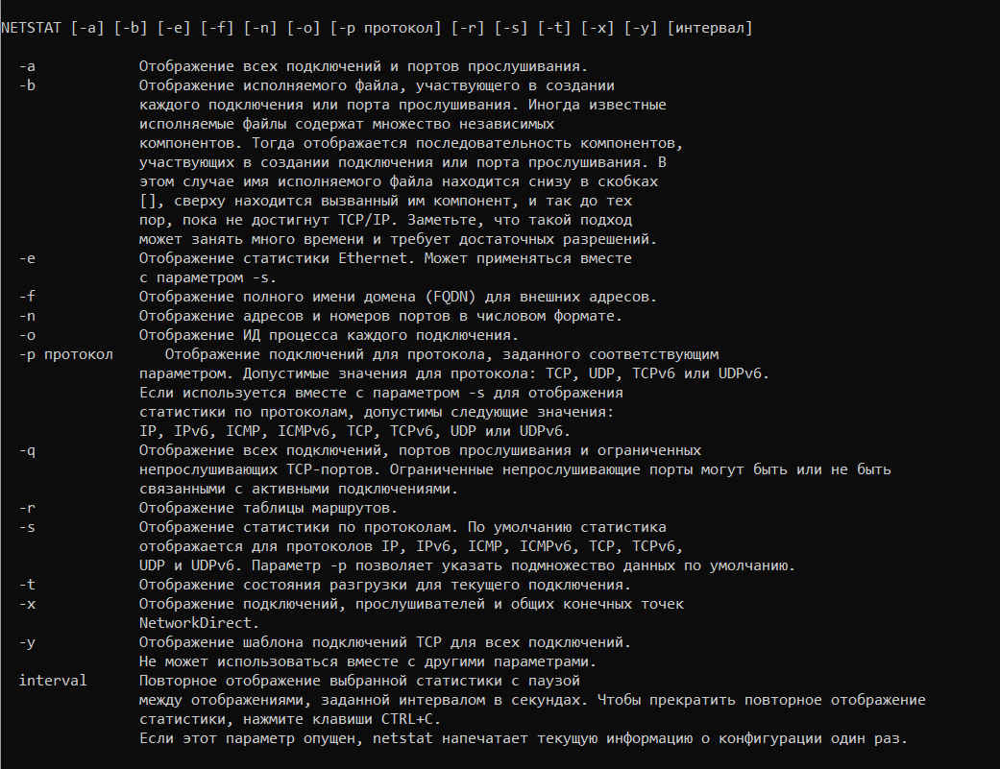 NETSTAT [-a] [-b] [-e] [-f] [-n] [-o] [-p протокол] [-r] [-s] [-t] [-x] [-y] [интервал]
-a Отображение всех подключений и портов прослушивания.
-b Отображение исполняемого файла, участвующего в создании
каждого подключения или порта прослушивания. Иногда известные
исполняемые файлы содержат множество независимых
компонентов. Тогда отображается последовательность компонентов,
участвующих в создании подключения или порта прослушивания. В
этом случае имя исполняемого файла находится снизу в скобках
[], сверху находится вызванный им компонент, и так до тех
пор, пока не достигнут TCP/IP. Заметьте, что такой подход
может занять много времени и требует достаточных разрешений.
-e Отображение статистики Ethernet. Может применяться вместе
с параметром -s.
-f Отображение полного имени домена (FQDN) для внешних адресов.
-n Отображение адресов и номеров портов в числовом формате.
-o Отображение ИД процесса каждого подключения.
-p протокол Отображение подключений для протокола, заданного соответствующим
параметром. Допустимые значения для протокола: TCP, UDP, TCPv6 или UDPv6.
Если используется вместе с параметром -s для отображения
статистики по протоколам, допустимы следующие значения:
IP, IPv6, ICMP, ICMPv6, TCP, TCPv6, UDP или UDPv6.
-q Отображение всех подключений, портов прослушивания и ограниченных
непрослушивающих TCP-портов. Ограниченные непрослушивающие порты могут быть или не быть
связанными с активными подключениями.
-r Отображение таблицы маршрутов.
-s Отображение статистики по протоколам. По умолчанию статистика
отображается для протоколов IP, IPv6, ICMP, ICMPv6, TCP, TCPv6,
UDP и UDPv6. Параметр -p позволяет указать подмножество данных по умолчанию.
-t Отображение состояния разгрузки для текущего подключения.
-x Отображение подключений, прослушивателей и общих конечных точек
NetworkDirect.
-y Отображение шаблона подключений TCP для всех подключений.
Не может использоваться вместе с другими параметрами.
interval Повторное отображение выбранной статистики с паузой
между отображениями, заданной интервалом в секундах. Чтобы прекратить повторное отображение
статистики, нажмите клавиши CTRL+C.
Если этот параметр опущен, netstat напечатает текущую информацию о конфигурации один раз.